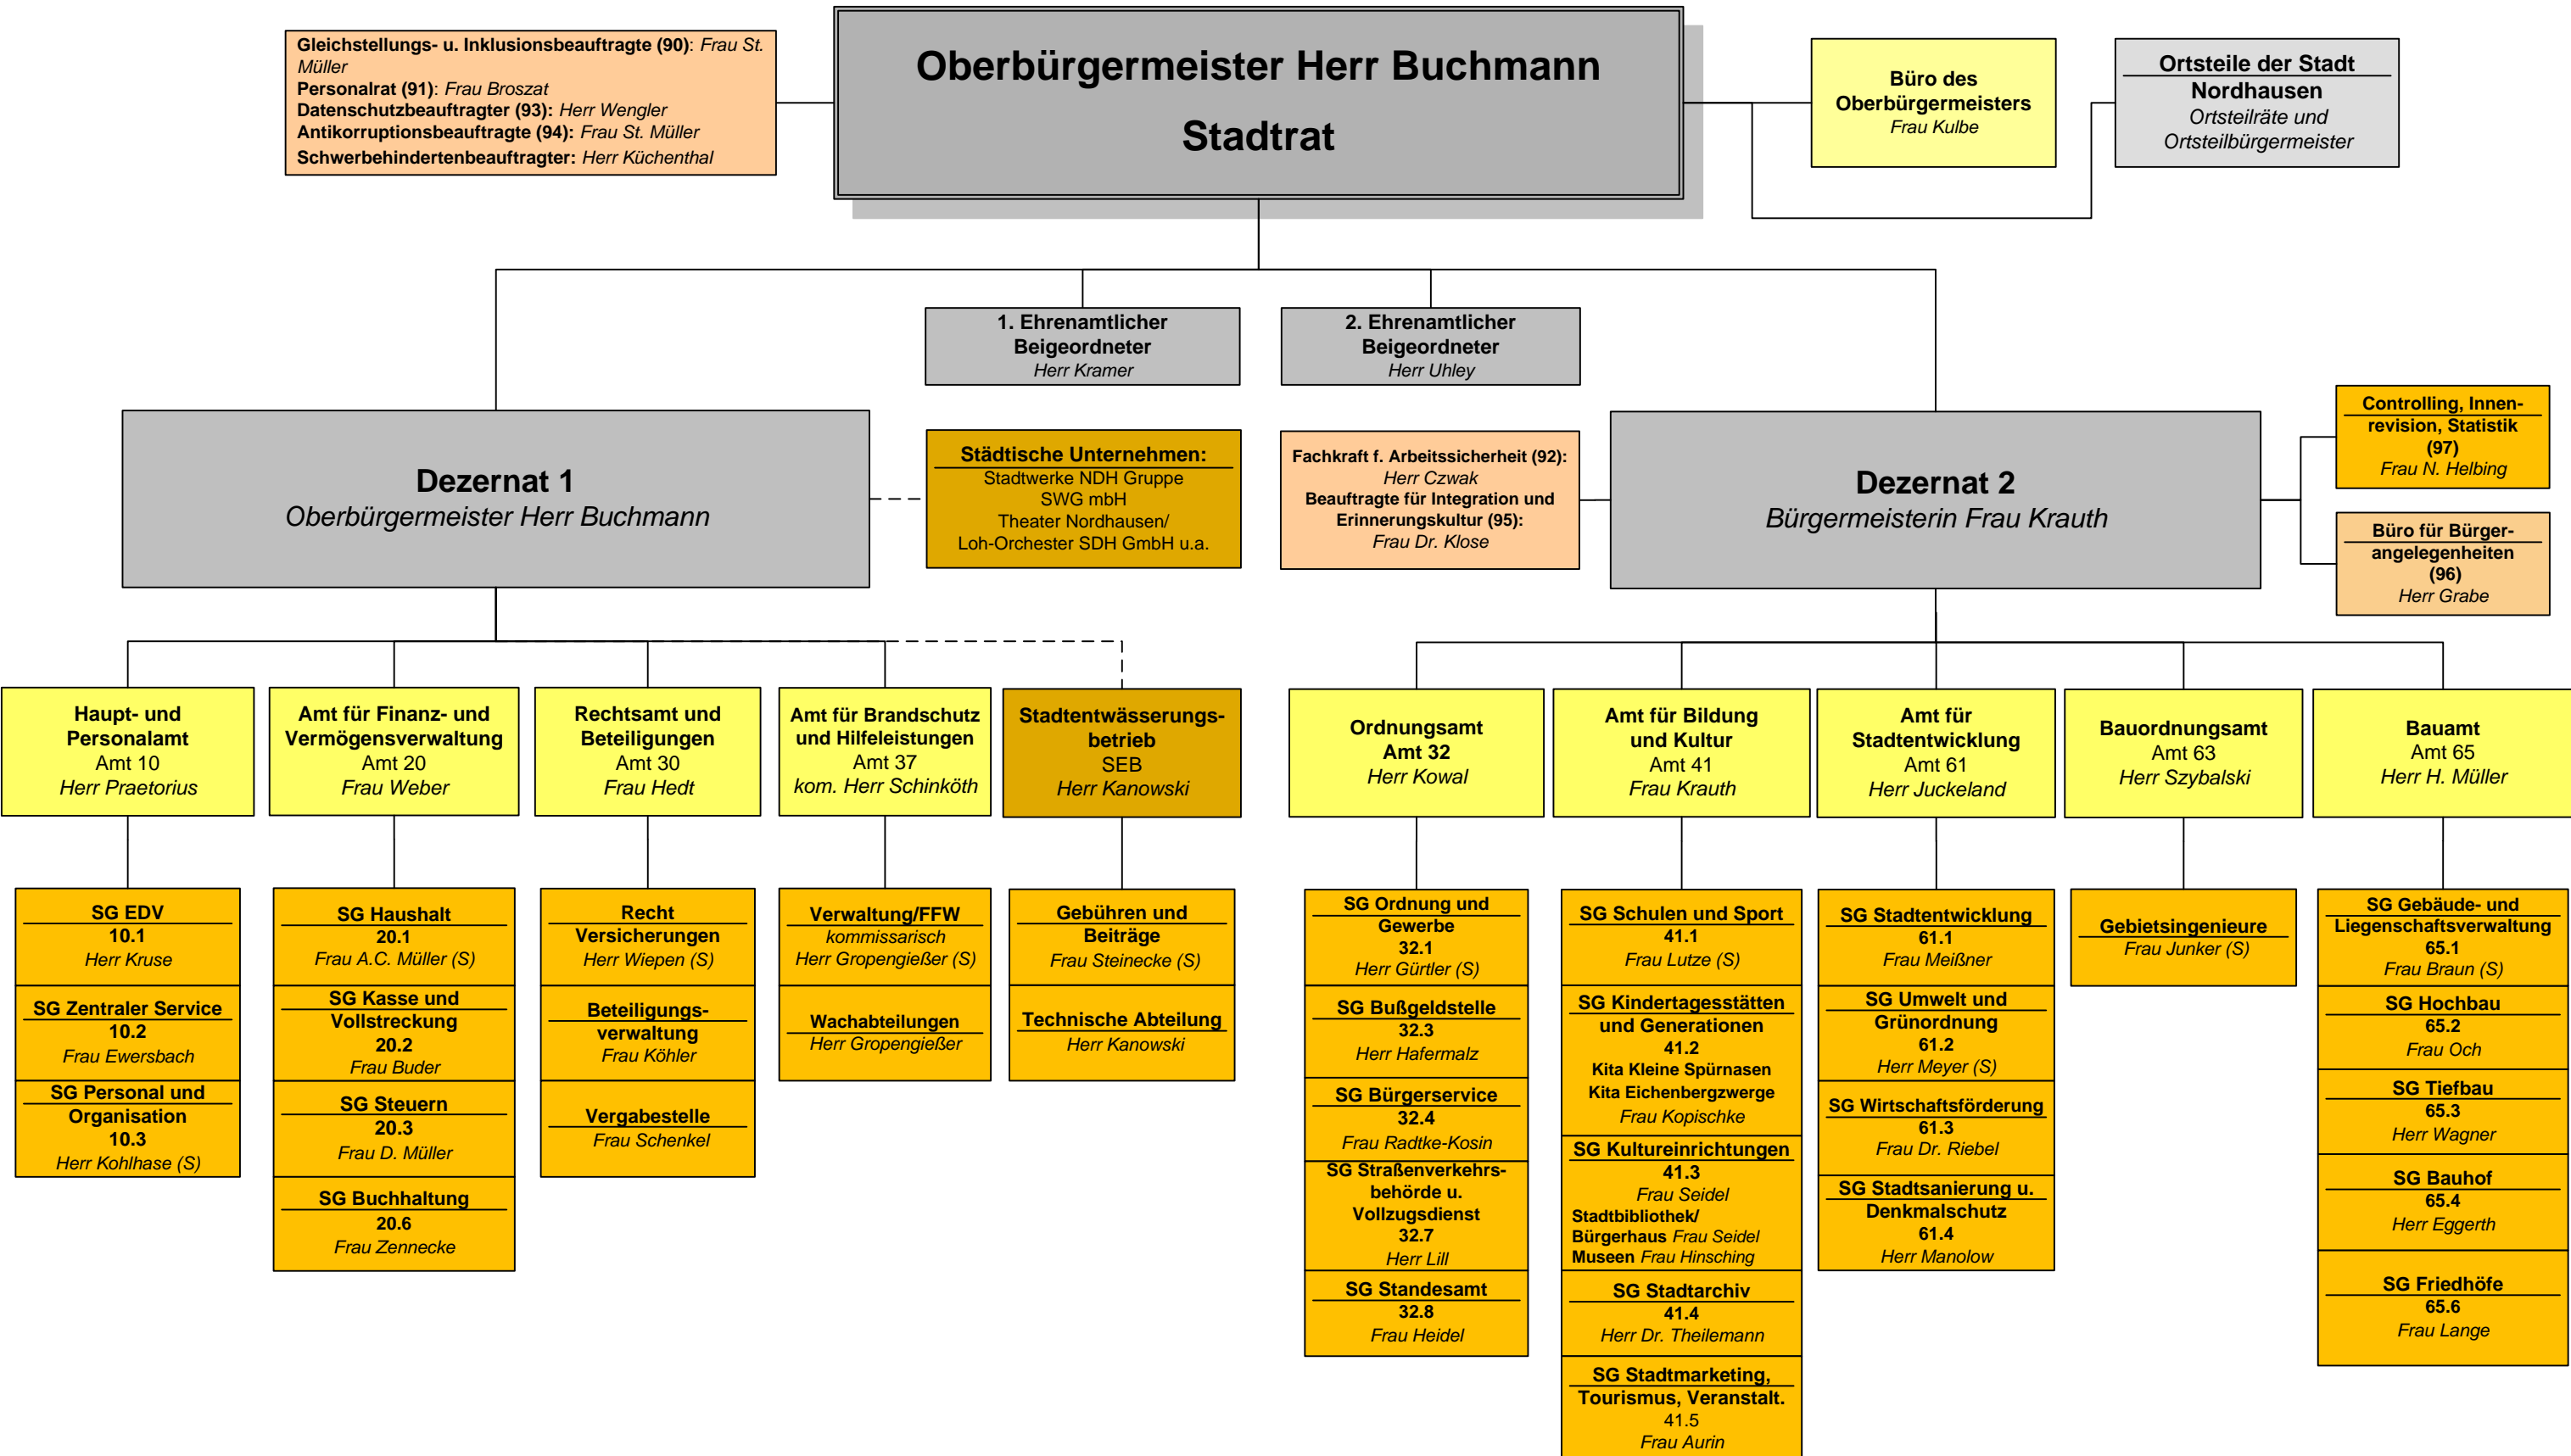 Gleichstellungs- u. Inklusionsbeauftragte (90): Frau St.
Müller
Personalrat (91): Frau Broszat
Datenschutzbeauftragter (93): Herr Wengler
Antikorruptionsbeauftragte (94): Frau St. Müller
Schwerbehindertenbeauftragter: Herr Küchenthal
Oberbürgermeister Herr Buchmann
Stadtrat
Büro des
Oberbürgermeisters
Frau Kulbe
Ortsteile der Stadt
Nordhausen
Ortsteilräte und
Ortsteilbürgermeister
1. Ehrenamtlicher
Beigeordneter
Herr Kramer
2. Ehrenamtlicher
Beigeordneter
Herr Uhley
Dezernat 1
Oberbürgermeister Herr Buchmann
Städtische Unternehmen:
Stadtwerke NDH Gruppe
SWG mbH
Theater Nordhausen/
Loh-Orchester SDH GmbH u.a.
Fachkraft f. Arbeitssicherheit (92):
Herr Czwak
Beauftragte für Integration und
Erinnerungskultur (95):
Frau Dr. Klose
Dezernat 2
Bürgermeisterin Frau Krauth
Controlling, Innen-
revision, Statistik
(97)
Frau N. Helbing
Büro für Bürger-
angelegenheiten
(96)
Herr Grabe
Haupt- und
Personalamt
Amt 10
Herr Praetorius
Amt für Finanz- und
Vermögensverwaltung
Amt 20
Frau Weber
Rechtsamt und
Beteiligungen
Amt 30
Frau Hedt
Amt für Brandschutz
und Hilfeleistungen
Amt 37
kom. Herr Schinköth
Stadtentwässerungs-
betrieb
SEB
Herr Kanowski
Ordnungsamt
Amt 32
Herr Kowal
Amt für Bildung
und Kultur
Amt 41
Frau Krauth
Amt für
Stadtentwicklung
Amt 61
Herr Juckeland
Bauordnungsamt
Amt 63
Herr Szybalski
Bauamt
Amt 65
Herr H. Müller
SG EDV
10.1
Herr Kruse
SG Zentraler Service
10.2
Frau Ewersbach
SG Personal und
Organisation
10.3
Herr Kohlhase (S)
SG Haushalt
20.1
Frau A.C. Müller (S)
SG Kasse und
Vollstreckung
20.2
Frau Buder
SG Steuern
20.3
Frau D. Müller
SG Buchhaltung
20.6
Frau Zennecke
Recht
Versicherungen
Herr Wiepen (S)
Beteiligungs-
verwaltung
Frau Köhler
Vergabestelle
Frau Schenkel
Verwaltung/FFW
kommissarisch
Herr Gropengießer (S)
Wachabteilungen
Herr Gropengießer
Gebühren und
Beiträge
Frau Steinecke (S)
Technische Abteilung
Herr Kanowski
SG Ordnung und
Gewerbe
32.1
Herr Gürtler (S)
SG Bußgeldstelle
32.3
Herr Hafermalz
SG Bürgerservice
32.4
Frau Radtke-Kosin
SG Straßenverkehrs-
behörde u.
Vollzugsdienst
32.7
Herr Lill
SG Standesamt
32.8
Frau Heidel
SG Schulen und Sport
41.1
Frau Lutze (S)
SG Kindertagesstätten
und Generationen
41.2
Kita Kleine Spürnasen
Kita Eichenbergzwerge
Frau Kopischke
SG Kultureinrichtungen
41.3
Frau Seidel
Stadtbibliothek/
Bürgerhaus Frau Seidel
Museen Frau Hinsching
SG Stadtarchiv
41.4
Herr Dr. Theilemann
SG Stadtmarketing,
Tourismus, Veranstalt.
41.5
Frau Aurin
SG Stadtentwicklung
61.1
Frau Meißner
SG Umwelt und
Grünordnung
61.2
Herr Meyer (S)
SG Wirtschaftsförderung
61.3
Frau Dr. Riebel
SG Stadtsanierung u.
Denkmalschutz
61.4
Herr Manolow
Gebietsingenieure
Frau Junker (S)
SG Gebäude- und
Liegenschaftsverwaltung
65.1
Frau Braun (S)
SG Hochbau
65.2
Frau Och
SG Tiefbau
65.3
Herr Wagner
SG Bauhof
65.4
Herr Eggerth
SG Friedhöfe
65.6
Frau Lange